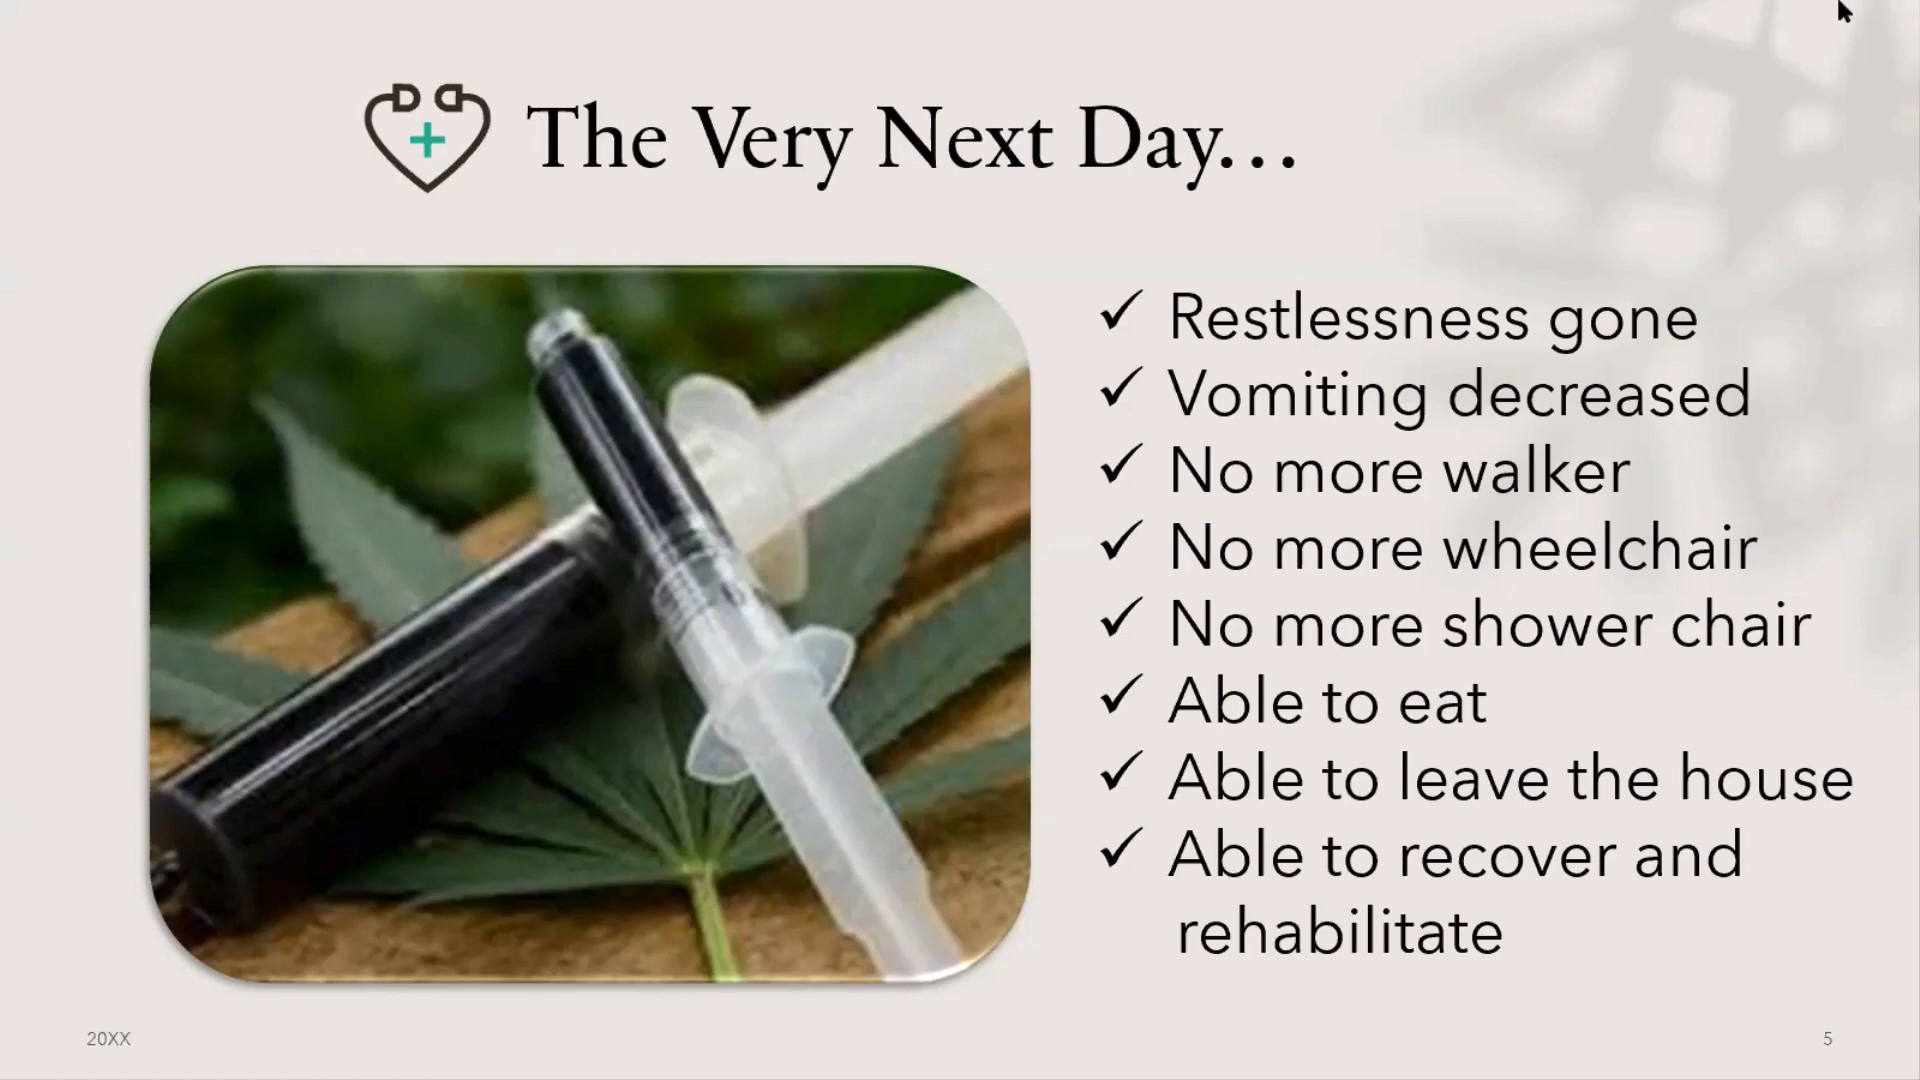 The Very Next Day…
✓ Restlessness gone
✓ Vomiting decreased
✓ No more walker
✓ No more wheelchair
✓ No more shower chair
✓ Able to eat
✓ Able to leave the house
✓ Able to recover and
rehabilitate
20XX
5